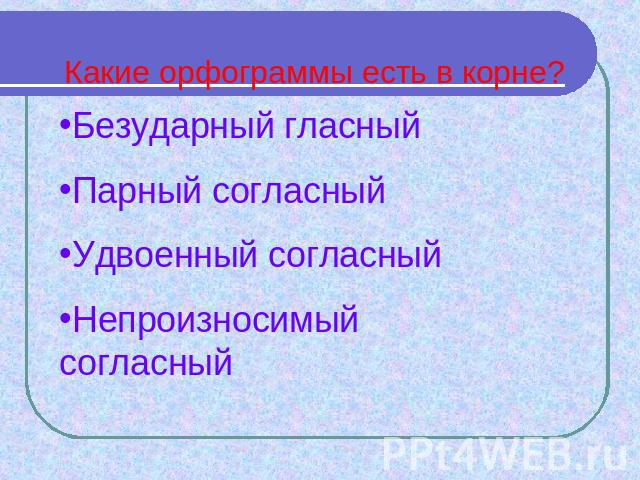 Какие орфограммы есть в корне?
•Безударный гласный
•Парный согласный
•Удвоенный согласный
•Непроизносимый
согласный
PPt4WEB.ru